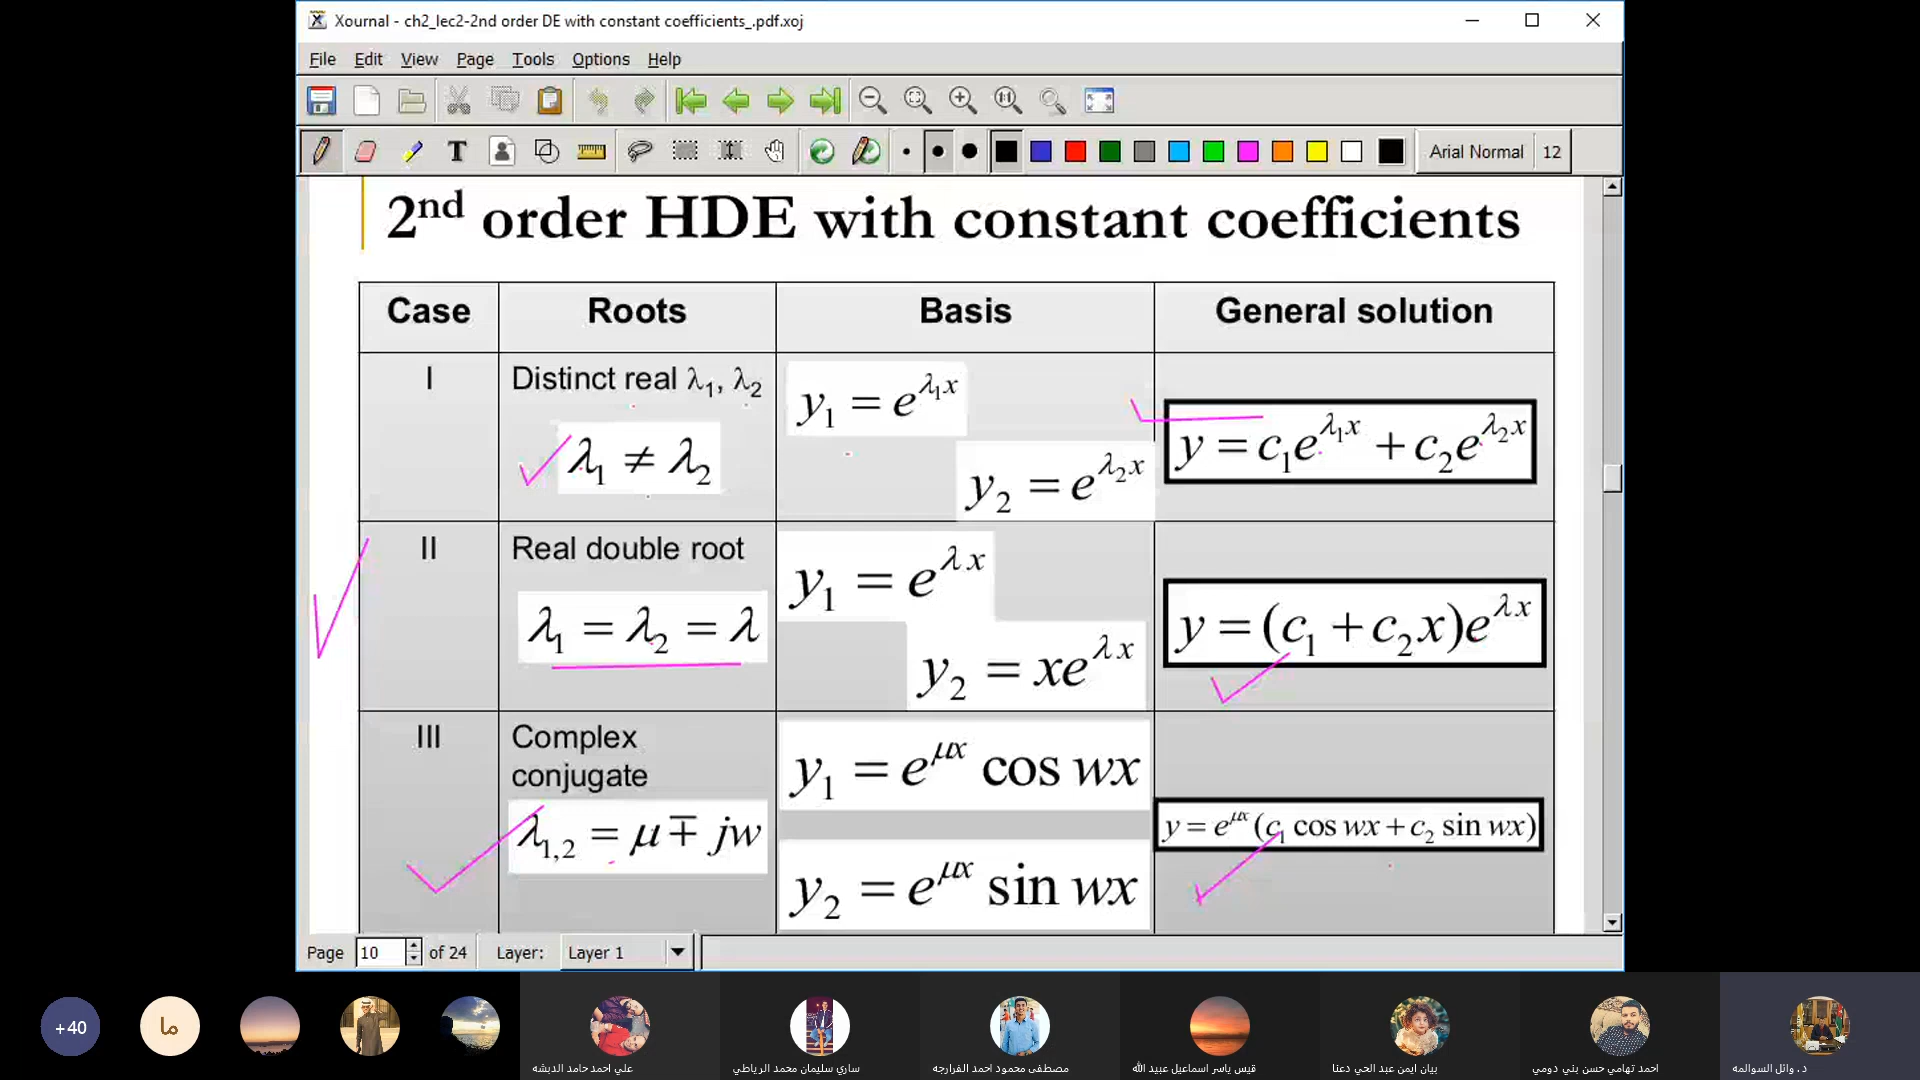 Xournal - ch2_lec2-2nd order DE with constant coefficients_.pdf.xoj
File Edit View Page Tools Options Help
T Arial Normal 12
2nd order HDE with constant coefficients
Case Roots Basis General solution
I Distinct real λ₁, λ₂
λ₁ ≠ λ₂
y₁ = e^{λ₁x}
y₂ = e^{λ₂x}
y = c₁e^{λ₁x} + c₂e^{λ₂x}
II Real double root
λ₁ = λ₂ = λ
y₁ = e^{λx}
y₂ = xe^{λx}
y = (c₁ + c₂x)e^{λx}
III Complex
conjugate
λ₁,₂ = μ ∓ jw
y₁ = e^{μx} cos wx
y₂ = e^{μx} sin wx
y = e^{μx}(c₁ cos wx + c₂ sin wx)
Page 10 of 24 Layer: Layer 1
+40
ما
علي احمد حامد الدبشه
ساري سليمان محمد الرياطي
مصطفى محمود احمد الفرارجه
قيس ياسر اسماعيل عبيد الله
بيان ايمن عبد الحي دعنا
احمد تهامي حسن بني دومي
د . وائل السوالمه